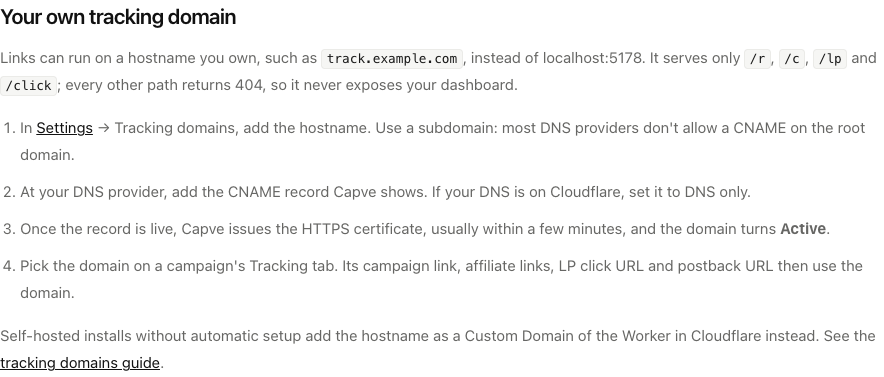 Your own tracking domain
Links can run on a hostname you own, such as track.example.com, instead of localhost:5178. It serves only /r, /c, /lp and
/click; every other path returns 404, so it never exposes your dashboard.
1. In Settings → Tracking domains, add the hostname. Use a subdomain: most DNS providers don't allow a CNAME on the root
domain.
2. At your DNS provider, add the CNAME record Capve shows. If your DNS is on Cloudflare, set it to DNS only.
3. Once the record is live, Capve issues the HTTPS certificate, usually within a few minutes, and the domain turns Active.
4. Pick the domain on a campaign's Tracking tab. Its campaign link, affiliate links, LP click URL and postback URL then use the
domain.
Self-hosted installs without automatic setup add the hostname as a Custom Domain of the Worker in Cloudflare instead. See the
tracking domains guide.